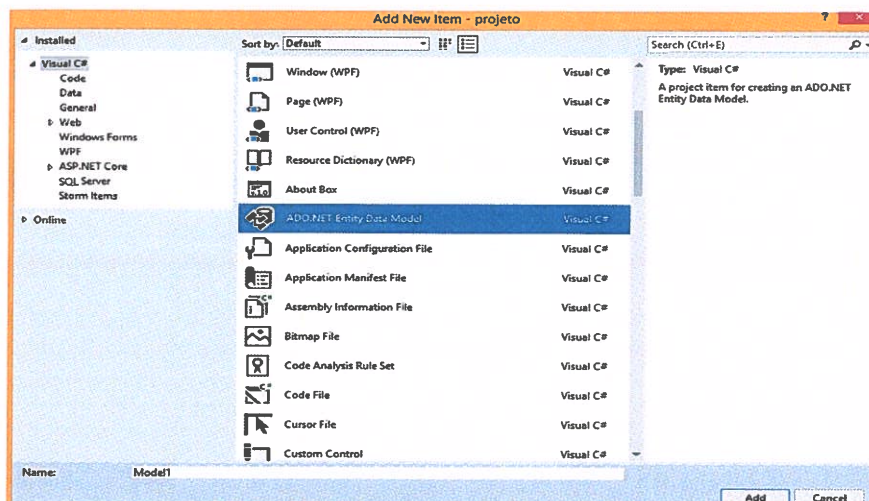 Add New Item - projeto
?
Installed
Sort by: Default
Search (Ctrl+E)
Visual C#
Code
Data
General
Web
Windows Forms
WPF
ASP.NET Core
SQL Server
Storm Items
Online
Window (WPF) Visual C#
Page (WPF) Visual C#
User Control (WPF) Visual C#
Resource Dictionary (WPF) Visual C#
About Box Visual C#
ADO.NET Entity Data Model Visual C#
Application Configuration File Visual C#
Application Manifest File Visual C#
Assembly Information File Visual C#
Bitmap File Visual C#
Code Analysis Rule Set Visual C#
Code File Visual C#
Cursor File Visual C#
Custom Control Visual C#
Type: Visual C#
A project item for creating an ADO.NET
Entity Data Model.
Name: Model1
Add Cancel